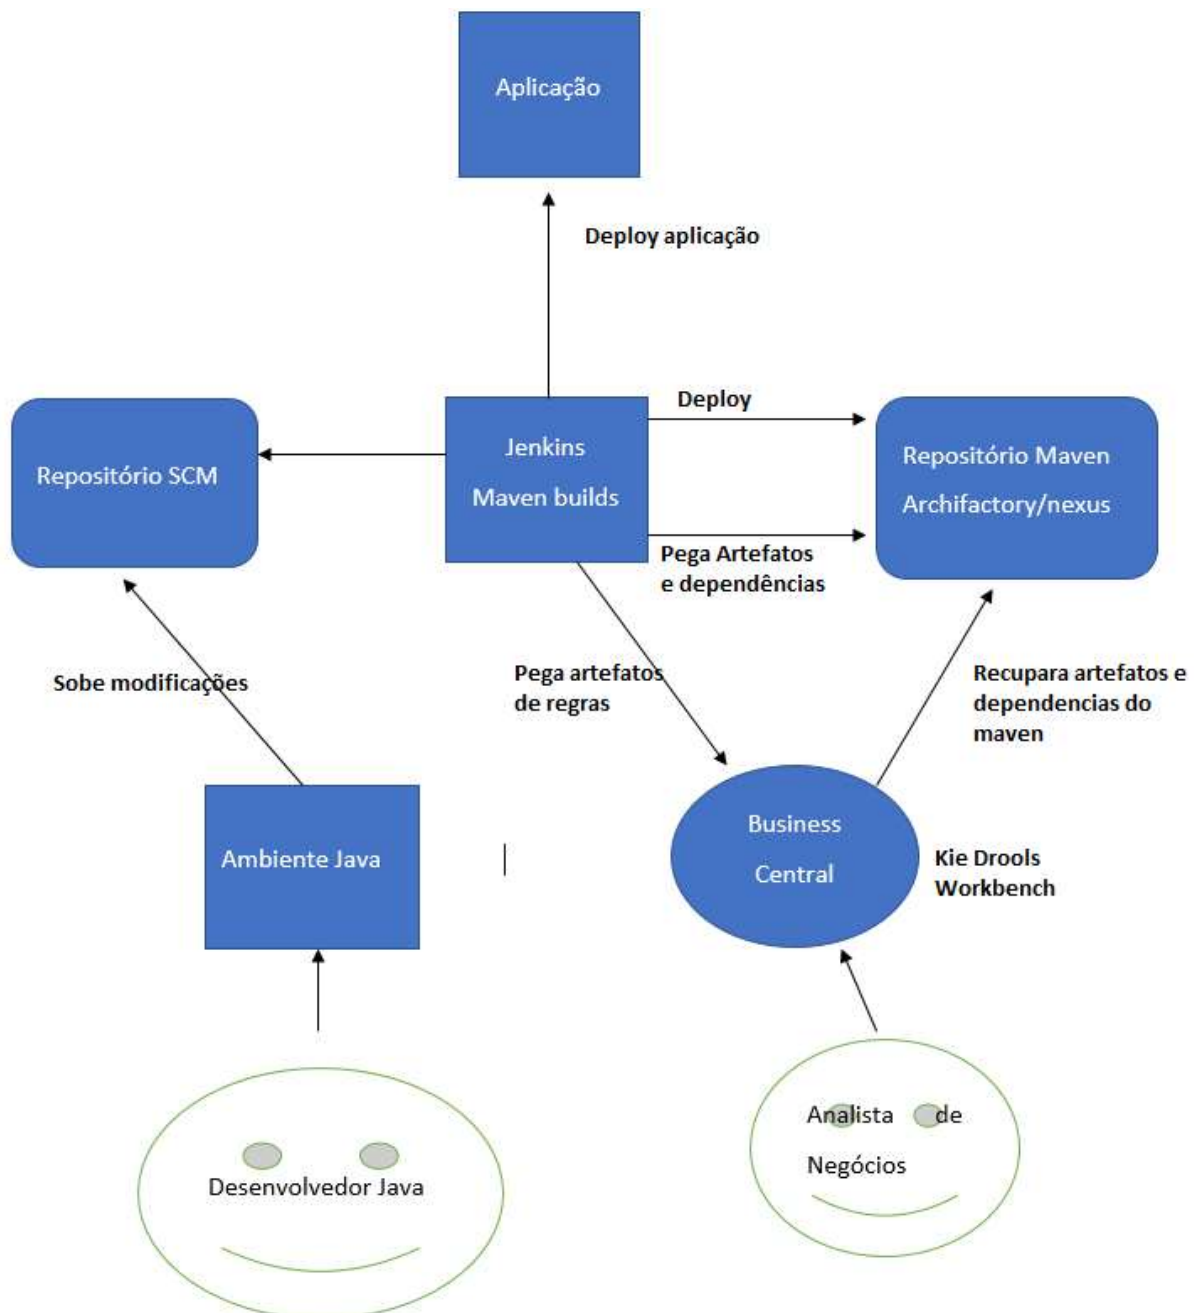 Aplicação
Deploy aplicação
Deploy
Repositório SCM
Jenkins
Maven builds
Repositório Maven
Archifactory/nexus
Pega Artefatos
e dependências
Sobe modificações
Pega artefatos
de regras
Recupara artefatos e
dependencias do
maven
Ambiente Java
Business
Central
Kie Drools
Workbench
Desenvolvedor Java
Analista de
Negócios